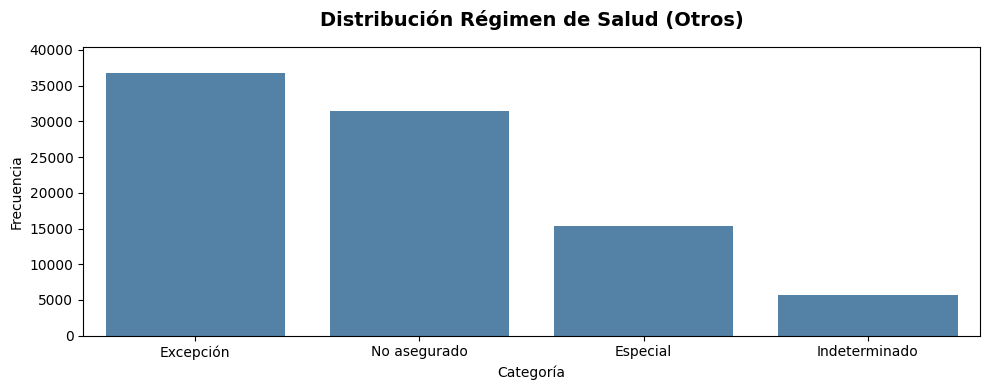 Distribución Régimen de Salud (Otros)
40000
35000
30000
25000
20000
15000
10000
5000
0
Frecuencia
Excepción
No asegurado
Especial
Indeterminado
Categoría